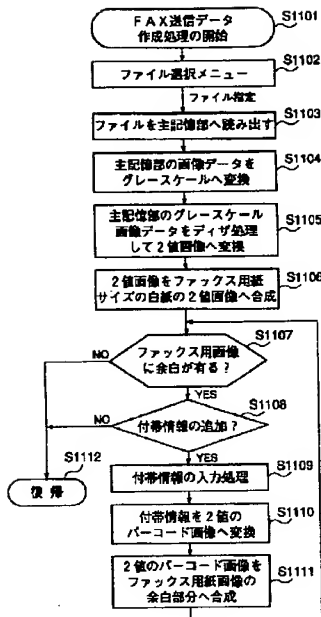 FAX送信データ
作成処理の開始
S1101
S1102
ファイル選択メニュー
ファイル指定
S1103
ファイルを主記憶部へ読み出す
S1104
主記憶部の画像データを
グレースケールへ変換
S1105
主記憶部のグレースケール
画像データをディザ処理
して2値画像へ変換
S1106
2値画像をファックス用紙
サイズの白紙の2値画像へ合成
S1107
NO
ファックス用画像
に余白が有る?
YES
S1108
NO
付帯情報の追加?
S1112
YES
S1109
復帰
付帯情報の入力処理
S1110
付帯情報を2値の
バーコード画像へ変換
S1111
2値のバーコード画像を
ファックス用紙画像の
余白部分へ合成